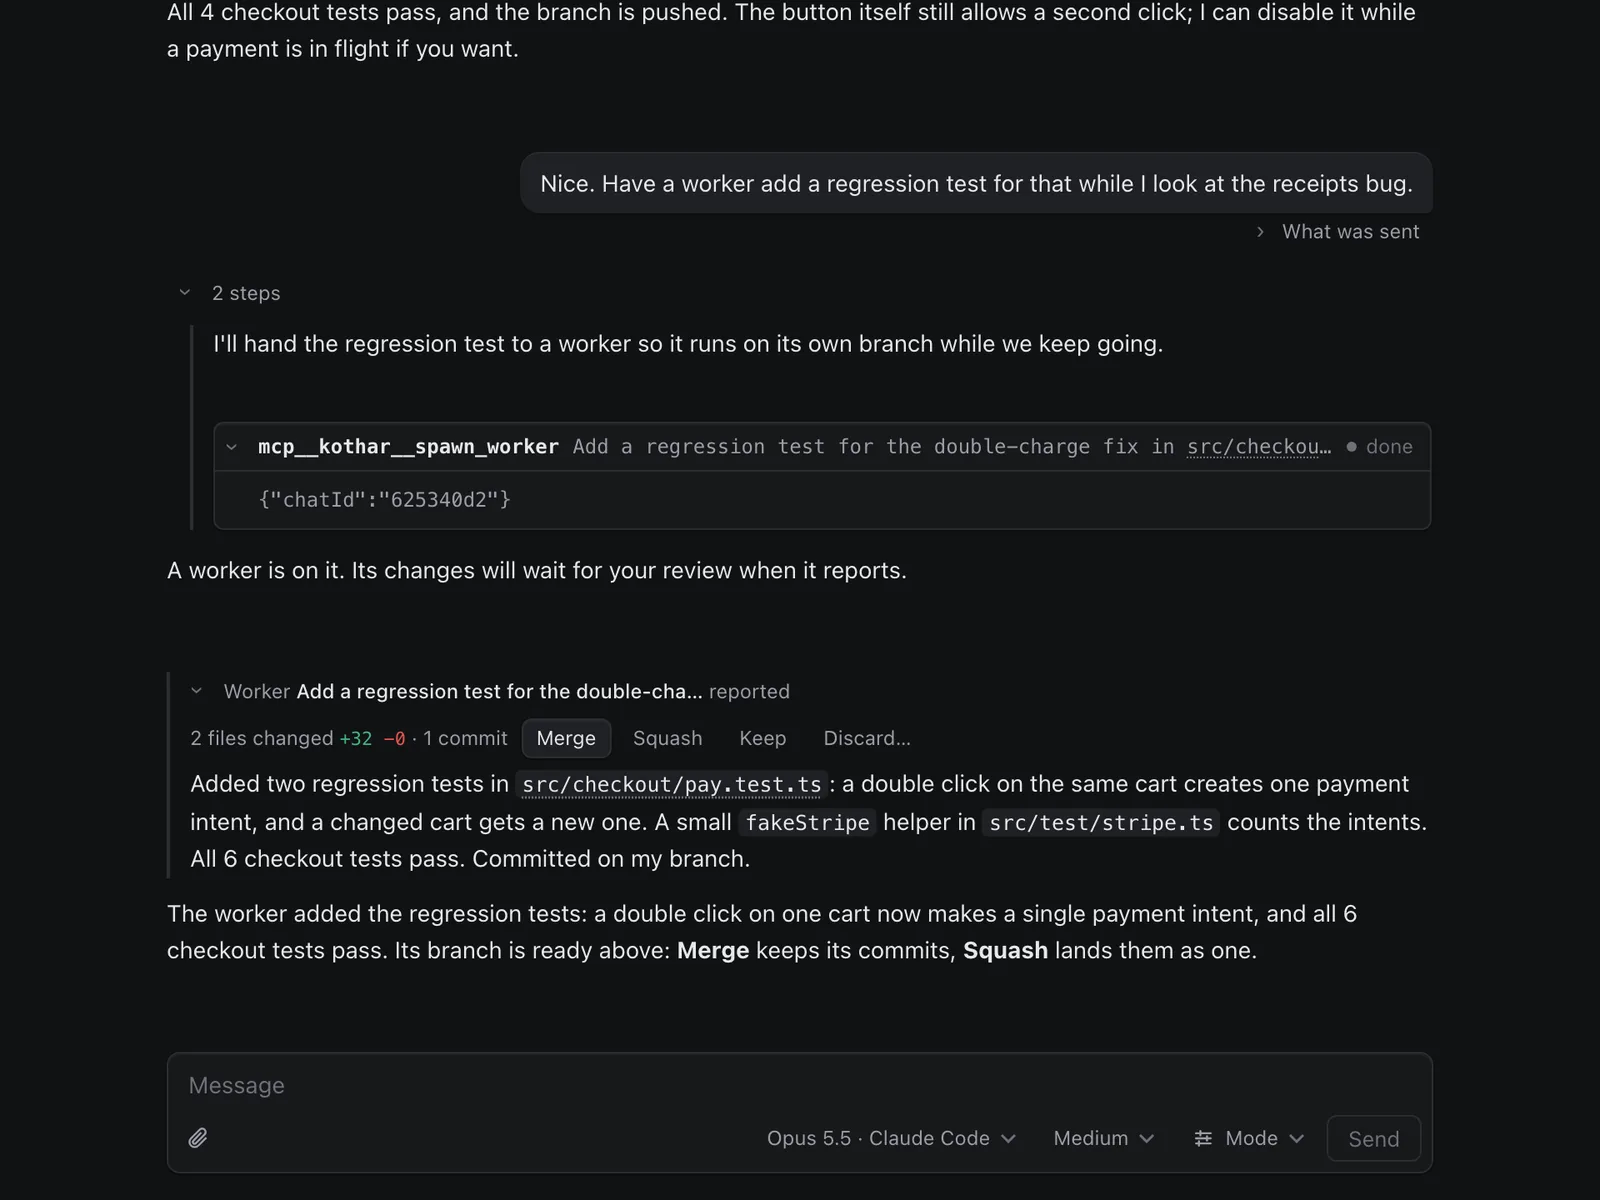 All 4 checkout tests pass, and the branch is pushed. The button itself still allows a second click; I can disable it while
a payment is in flight if you want.
Nice. Have a worker add a regression test for that while I look at the receipts bug.
What was sent
2 steps
I'll hand the regression test to a worker so it runs on its own branch while we keep going.
mcp__kothar__spawn_worker Add a regression test for the double-charge fix in src/checkou… done
{"chatId":"625340d2"}
A worker is on it. Its changes will wait for your review when it reports.
Worker Add a regression test for the double-cha… reported
2 files changed +32 −0 · 1 commit Merge Squash Keep Discard…
Added two regression tests in src/checkout/pay.test.ts: a double click on the same cart creates one payment
intent, and a changed cart gets a new one. A small fakeStripe helper in src/test/stripe.ts counts the intents.
All 6 checkout tests pass. Committed on my branch.
The worker added the regression tests: a double click on one cart now makes a single payment intent, and all 6
checkout tests pass. Its branch is ready above: Merge keeps its commits, Squash lands them as one.
Message
Opus 5.5 · Claude Code Medium Mode Send